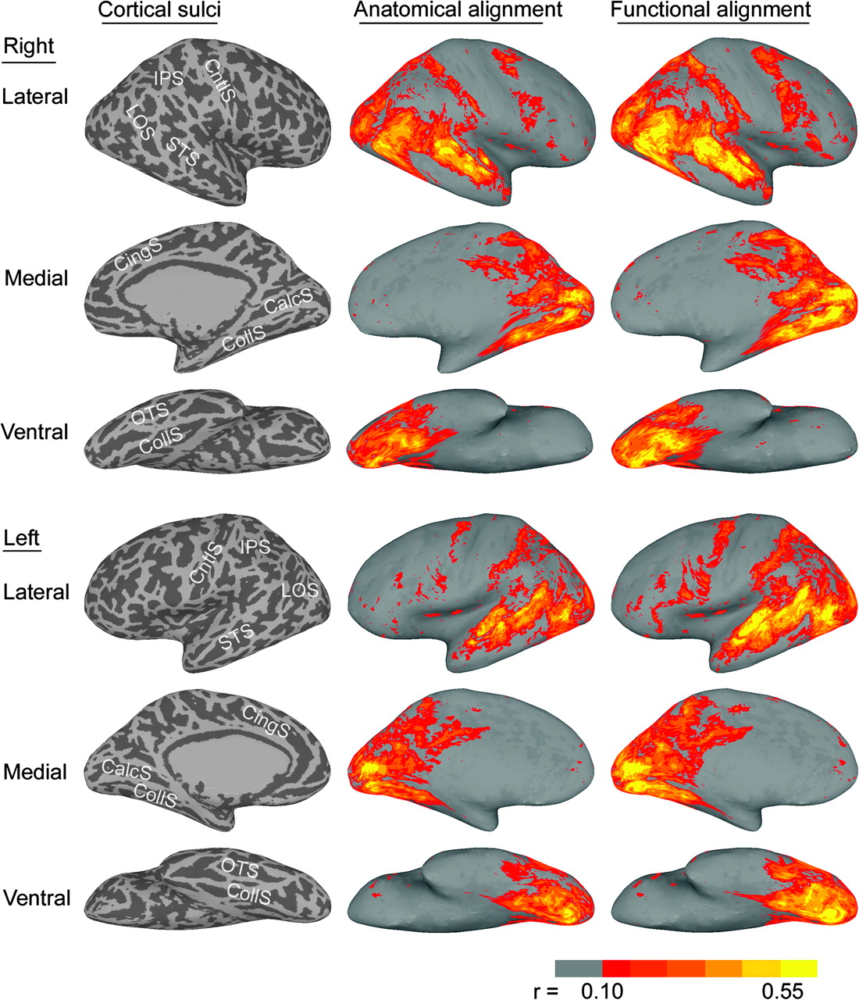 Cortical sulci Anatomical alignment Functional alignment
Right
Lateral
IPS
CntlS
LOS
STS
Medial
CingS
CalcS
CollS
Ventral
OTS
CollS
Left
Lateral
CntlS
IPS
LOS
STS
Medial
CingS
CalcS
CollS
Ventral
OTS
CollS
r = 0.10 0.55